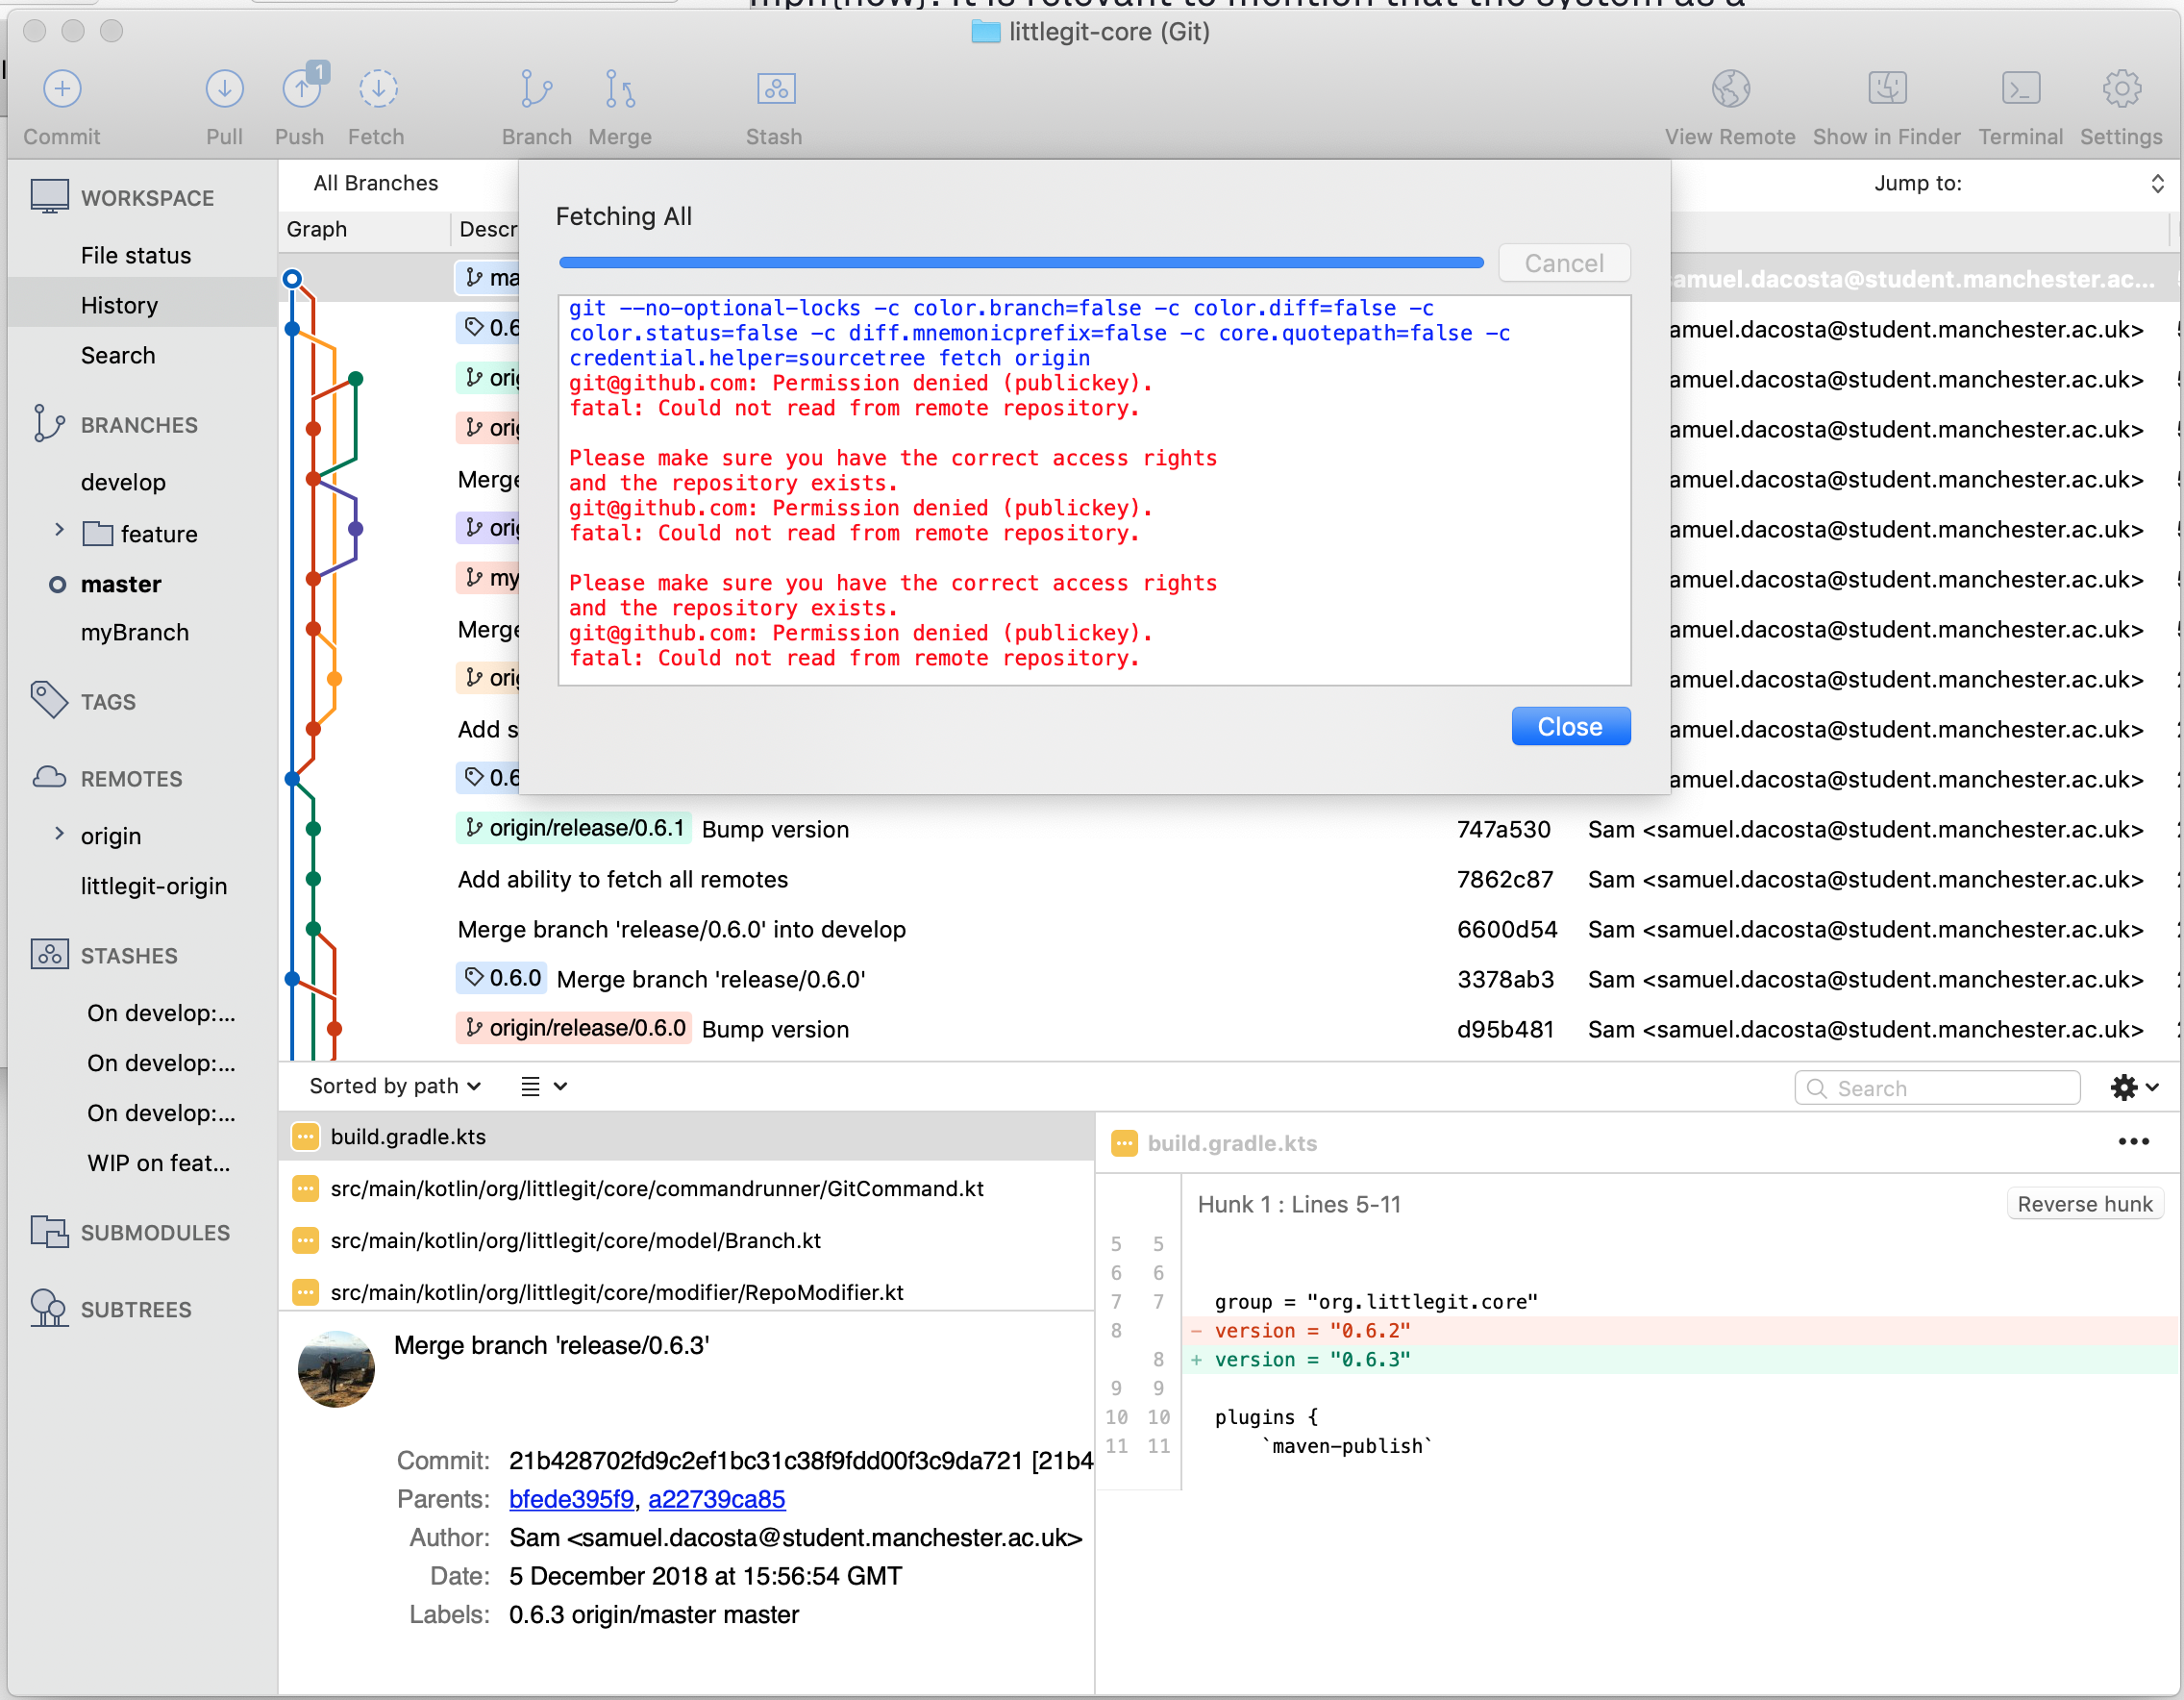 mph{now}. It is relevant to mention that the system as a
littlegit-core (Git)
1
Commit
Pull
Push
Fetch
Branch
Merge
Stash
View Remote
Show in Finder
Terminal
Settings
WORKSPACE
File status
History
Search
BRANCHES
develop
feature
master
myBranch
TAGS
REMOTES
origin
littlegit-origin
STASHES
On develop:...
On develop:...
On develop:...
WIP on feat...
SUBMODULES
SUBTREES
All Branches
Jump to:
Graph
Descr
Fetching All
Cancel
git --no-optional-locks -c color.branch=false -c color.diff=false -c
color.status=false -c diff.mnemonicprefix=false -c core.quotepath=false -c
credential.helper=sourcetree fetch origin
git@github.com: Permission denied (publickey).
fatal: Could not read from remote repository.
Please make sure you have the correct access rights
and the repository exists.
git@github.com: Permission denied (publickey).
fatal: Could not read from remote repository.
Please make sure you have the correct access rights
and the repository exists.
git@github.com: Permission denied (publickey).
fatal: Could not read from remote repository.
Close
ma
samuel.dacosta@student.manchester.ac...
0.6
amuel.dacosta@student.manchester.ac.uk>
orig
amuel.dacosta@student.manchester.ac.uk>
orig
amuel.dacosta@student.manchester.ac.uk>
Merge
amuel.dacosta@student.manchester.ac.uk>
orig
amuel.dacosta@student.manchester.ac.uk>
my
amuel.dacosta@student.manchester.ac.uk>
Merge
amuel.dacosta@student.manchester.ac.uk>
orig
amuel.dacosta@student.manchester.ac.uk>
Add s
amuel.dacosta@student.manchester.ac.uk>
0.6
amuel.dacosta@student.manchester.ac.uk>
origin/release/0.6.1 Bump version 747a530 Sam <samuel.dacosta@student.manchester.ac.uk>
Add ability to fetch all remotes 7862c87 Sam <samuel.dacosta@student.manchester.ac.uk>
Merge branch 'release/0.6.0' into develop 6600d54 Sam <samuel.dacosta@student.manchester.ac.uk>
0.6.0 Merge branch 'release/0.6.0' 3378ab3 Sam <samuel.dacosta@student.manchester.ac.uk>
origin/release/0.6.0 Bump version d95b481 Sam <samuel.dacosta@student.manchester.ac.uk>
Sorted by path
Search
build.gradle.kts
src/main/kotlin/org/littlegit/core/commandrunner/GitCommand.kt
src/main/kotlin/org/littlegit/core/model/Branch.kt
src/main/kotlin/org/littlegit/core/modifier/RepoModifier.kt
Merge branch 'release/0.6.3'
Commit: 21b428702fd9c2ef1bc31c38f9fdd00f3c9da721 [21b4
Parents: bfede395f9, a22739ca85
Author: Sam <samuel.dacosta@student.manchester.ac.uk>
Date: 5 December 2018 at 15:56:54 GMT
Labels: 0.6.3 origin/master master
build.gradle.kts
Hunk 1 : Lines 5-11
Reverse hunk
5 5
6 6
7 7 group = "org.littlegit.core"
8 - version = "0.6.2"
8 + version = "0.6.3"
9 9
10 10 plugins {
11 11 `maven-publish`